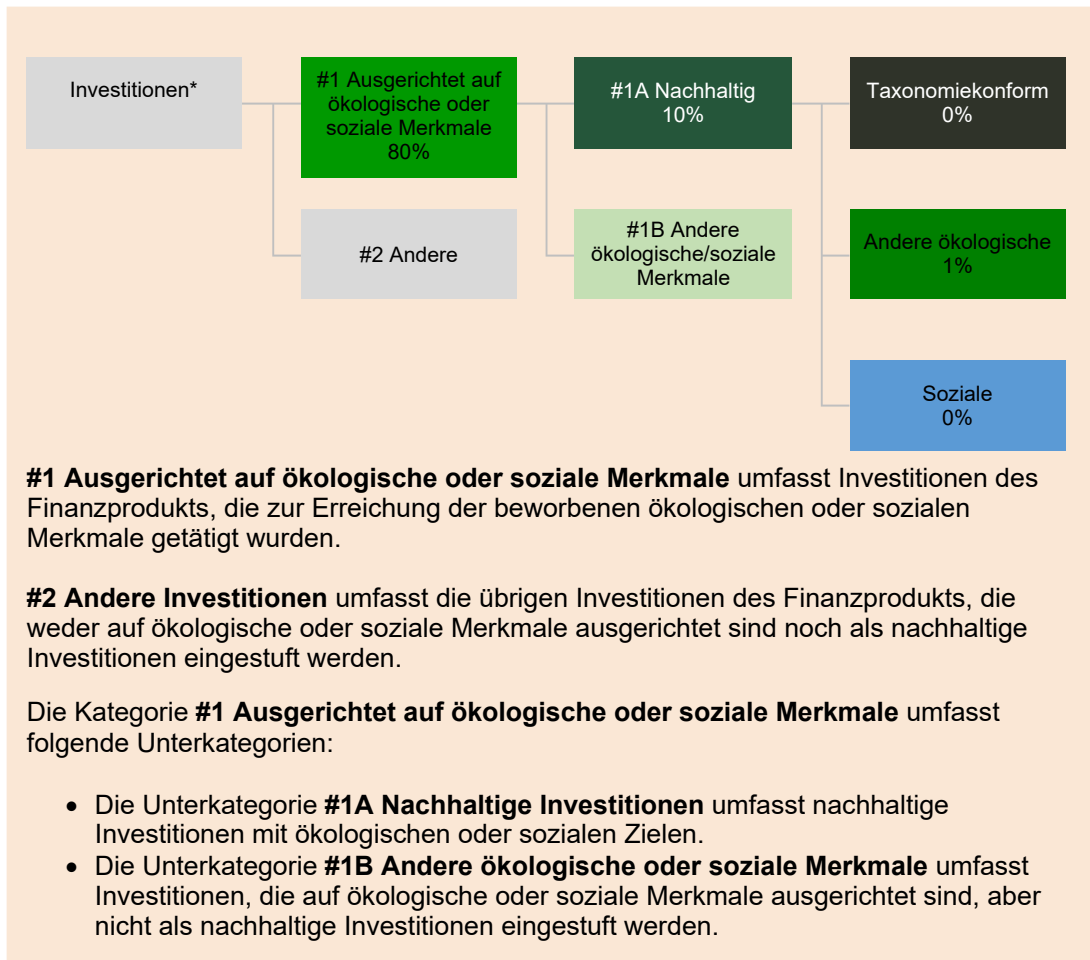 Investitionen*
#1 Ausgerichtet auf
ökologische oder
soziale Merkmale
80%
#1A Nachhaltig
10%
Taxonomiekonform
0%
#2 Andere
#1B Andere
ökologische/soziale
Merkmale
Andere ökologische
1%
Soziale
0%
#1 Ausgerichtet auf ökologische oder soziale Merkmale umfasst Investitionen des
Finanzprodukts, die zur Erreichung der beworbenen ökologischen oder sozialen
Merkmale getätigt wurden.
#2 Andere Investitionen umfasst die übrigen Investitionen des Finanzprodukts, die
weder auf ökologische oder soziale Merkmale ausgerichtet sind noch als nachhaltige
Investitionen eingestuft werden.
Die Kategorie #1 Ausgerichtet auf ökologische oder soziale Merkmale umfasst
folgende Unterkategorien:
• Die Unterkategorie #1A Nachhaltige Investitionen umfasst nachhaltige
Investitionen mit ökologischen oder sozialen Zielen.
• Die Unterkategorie #1B Andere ökologische oder soziale Merkmale umfasst
Investitionen, die auf ökologische oder soziale Merkmale ausgerichtet sind, aber
nicht als nachhaltige Investitionen eingestuft werden.